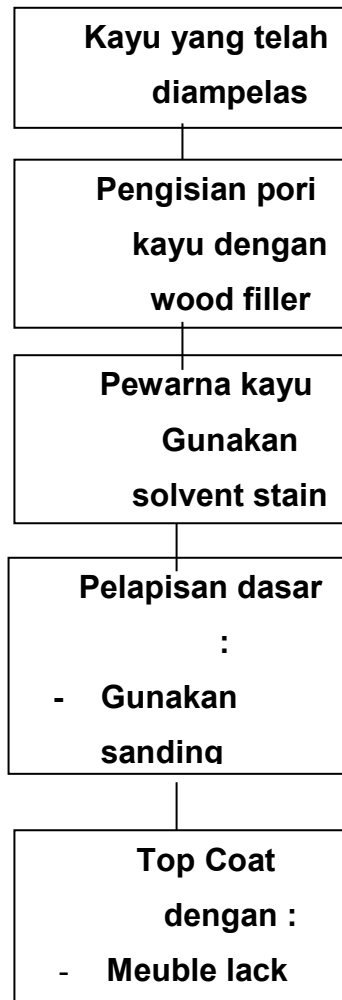 Kayu yang telah
diampelas
Pengisian pori
kayu dengan
wood filler
Pewarna kayu
Gunakan
solvent stain
Pelapisan dasar
:
- Gunakan
sanding
Top Coat
dengan :
- Meuble lack